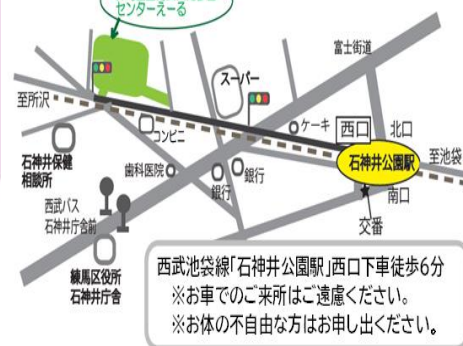 センターえーる
富士街道
スーパー
至所沢
コンビニ
ケーキ
西口
北口
石神井公園駅
至池袋
石神井保健
相談所
歯科医院
銀行
銀行
南口
交番
西武バス
石神井庁舎前
練馬区役所
石神井庁舎
西武池袋線「石神井公園駅」西口下車徒歩6分
※お車でのご来所はご遠慮ください。
※お体の不自由な方はお申し出ください。